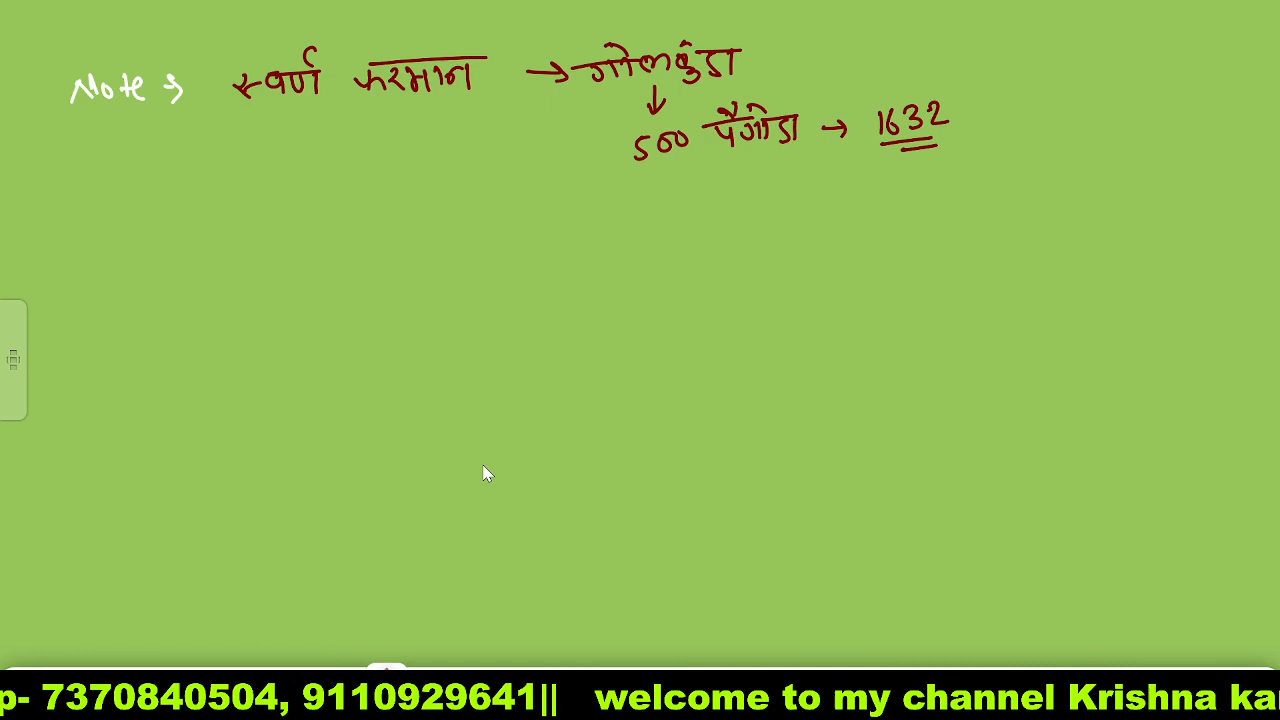 Note → स्वर्ण फरमान → गोलकुंडा
↓
500 पैगोडा → 1632
p- 7370840504, 9110929641|| welcome to my channel Krishna ka